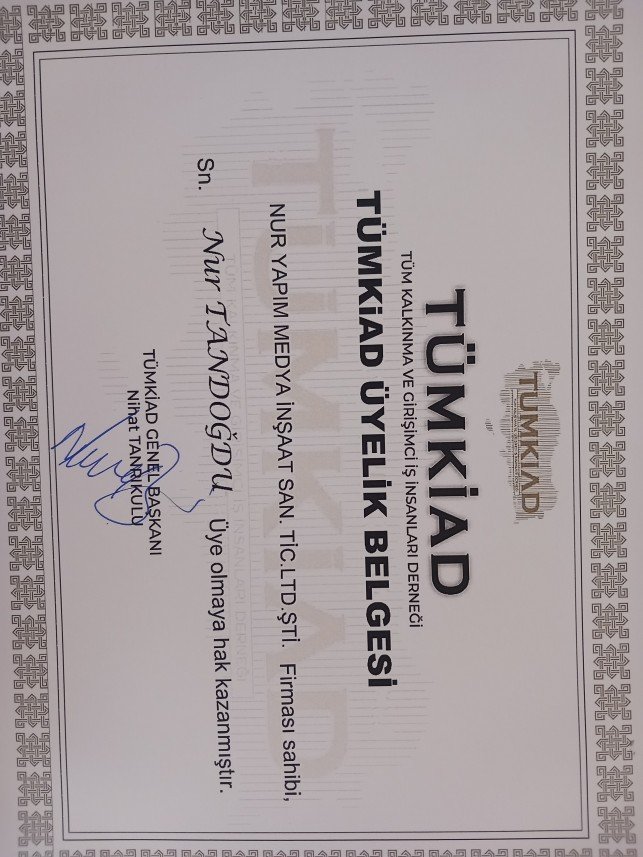 TÜMKİAD
TÜMKİAD
TÜM KALKINMA VE GİRİŞİMCİ İŞ İNSANLARI DERNEĞİ
TÜMKiAD ÜYELİK BELGESİ
NUR YAPIM MEDYA İNŞAAT SAN. TİC.LTD.ŞTİ. Firması sahibi,
Sn. Nur TANDOĞDU Üye olmaya hak kazanmıştır.
TÜMKİAD GENEL BAŞKANI
Nihat TANRIKULU